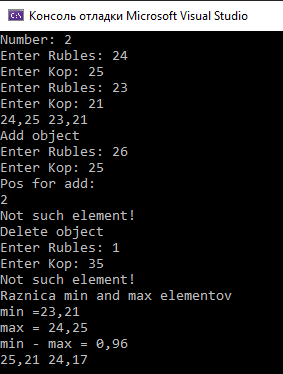 Консоль отладки Microsoft Visual Studio
Number: 2
Enter Rubles: 24
Enter Kop: 25
Enter Rubles: 23
Enter Kop: 21
24,25 23,21
Add object
Enter Rubles: 26
Enter Kop: 25
Pos for add:
2
Not such element!
Delete object
Enter Rubles: 1
Enter Kop: 35
Not such element!
Raznica min and max elementov
min =23,21
max = 24,25
min - max = 0,96
25,21 24,17